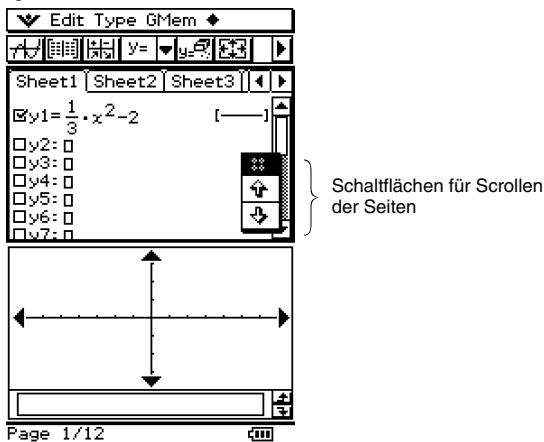 Edit Type GMem ◆
y=
Sheet1 Sheet2 Sheet3
y1=1/3·x²-2 [—]
y2:
y3:
y4:
y5:
y6:
y7:
Schaltflächen für Scrollen
der Seiten
Page 1/12